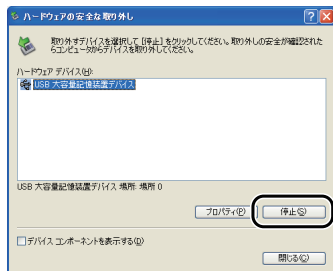 ハードウェアの安全な取り外し
取り外すデバイスを選択して [停止] をクリックしてください。取り外しの安全が確認された
らコンピュータからデバイスを取り外してください。
ハードウェア デバイス(H):
USB 大容量記憶装置デバイス
USB 大容量記憶装置デバイス 場所: 場所 0
プロパティ(P)
停止(S)
デバイス コンポーネントを表示する(D)
閉じる(C)